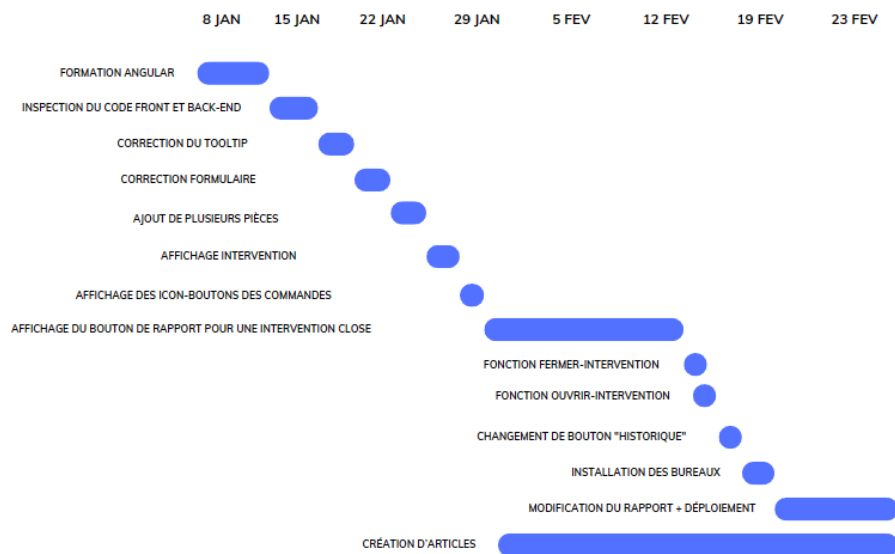 8 JAN 15 JAN 22 JAN 29 JAN 5 FEV 12 FEV 19 FEV 23 FEV
FORMATION ANGULAR
INSPECTION DU CODE FRONT ET BACK-END
CORRECTION DU TOOLTIP
CORRECTION FORMULAIRE
AJOUT DE PLUSIEURS PIÈCES
AFFICHAGE INTERVENTION
AFFICHAGE DES ICON-BOUTONS DES COMMANDES
AFFICHAGE DU BOUTON DE RAPPORT POUR UNE INTERVENTION CLOSE
FONCTION FERMER-INTERVENTION
FONCTION OUVRIR-INTERVENTION
CHANGEMENT DE BOUTON "HISTORIQUE"
INSTALLATION DES BUREAUX
MODIFICATION DU RAPPORT + DÉPLOIEMENT
CRÉATION D'ARTICLES